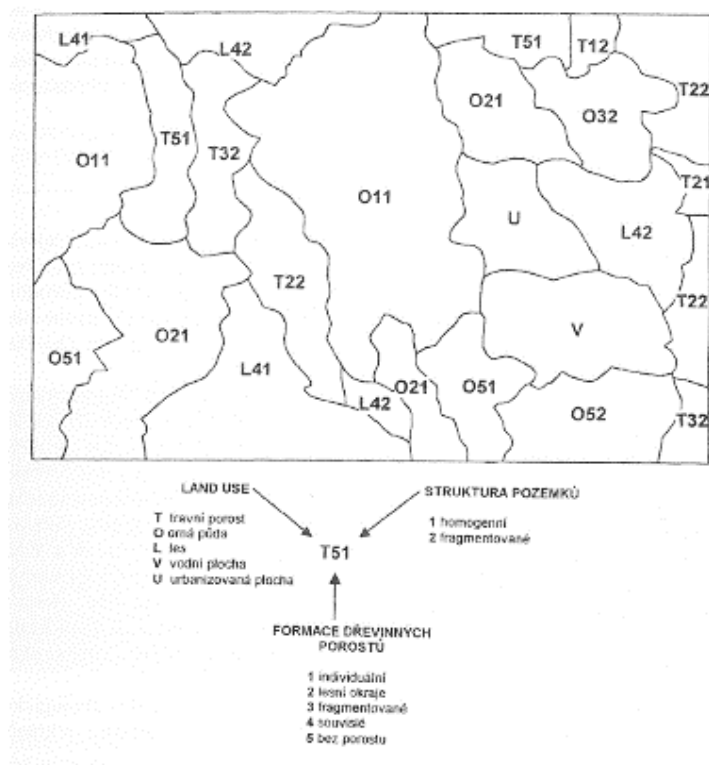 L41
L42
T51
T12
T22
O21
O32
T51
T32
O11
T21
O11
U
L42
T22
T22
O21
V
O51
L41
O21
O51
L42
O52
T32
LAND USE
T travní porost
O orná půda
L les
V vodní plocha
U urbanizovaná plocha
STRUKTURA POZEMKŮ
1 homogenní
2 fragmentované
T51
FORMACE DŘEVINNÝCH
POROSTŮ
1 individuální
2 lesní okraje
3 fragmentované
4 souvislé
5 bez porostu